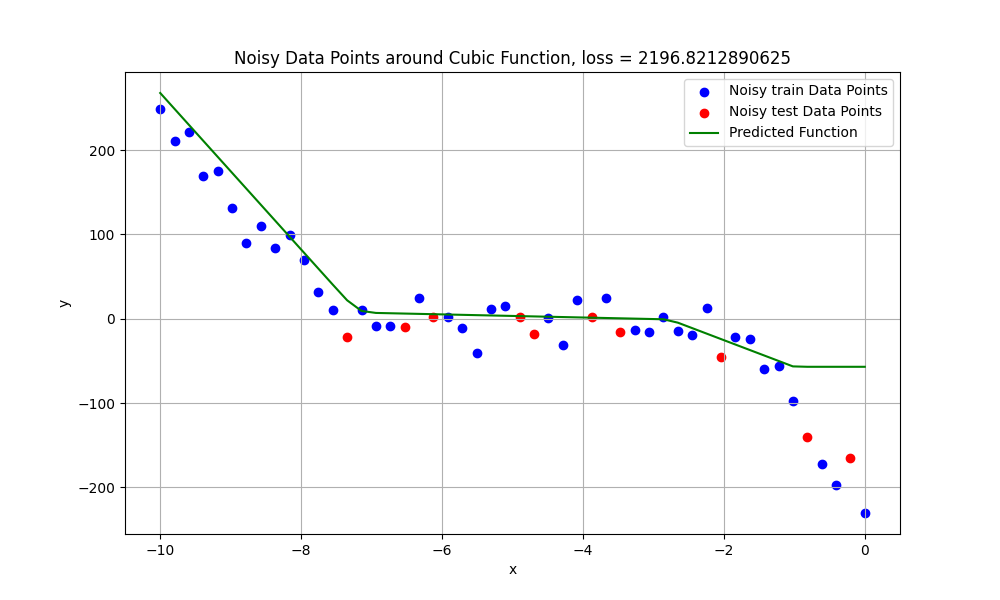 Noisy Data Points around Cubic Function, loss = 2196.8212890625
Noisy train Data Points
Noisy test Data Points
Predicted Function
200
100
0
−100
−200
y
−10
−8
−6
−4
−2
0
x